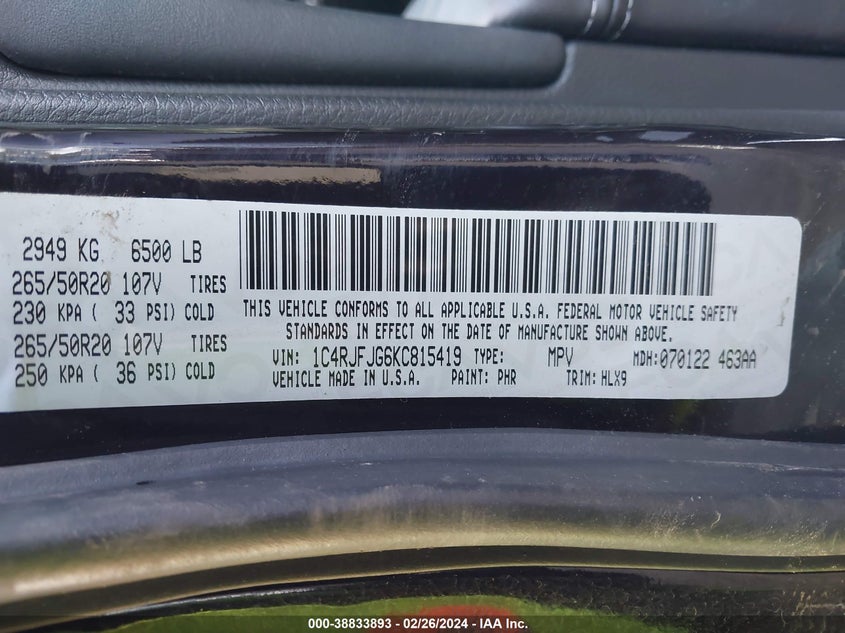 2949 KG 6500 LB
265/50R20 107V TIRES
230 KPA ( 33 PSI) COLD
265/50R20 107V TIRES
250 KPA ( 36 PSI) COLD
THIS VEHICLE CONFORMS TO ALL APPLICABLE U.S.A. FEDERAL MOTOR VEHICLE SAFETY
STANDARDS IN EFFECT ON THE DATE OF MANUFACTURE SHOWN ABOVE.
VIN: 1C4RJFJG6KC815419 TYPE: MPV MDH:070122 463AA
VEHICLE MADE IN U.S.A. PAINT: PHR TRIM: HLX9
000-38833893 - 02/26/2024 - IMPACT AUCTIONS, LLC.